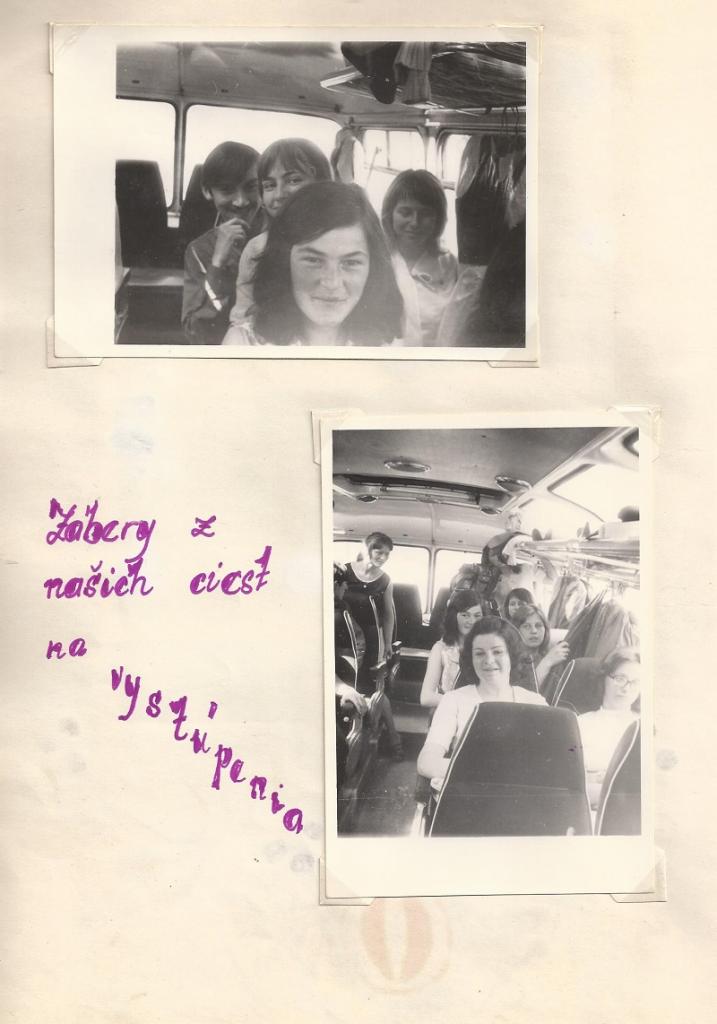 Zábery z
našich ciest
na
vystúpenia